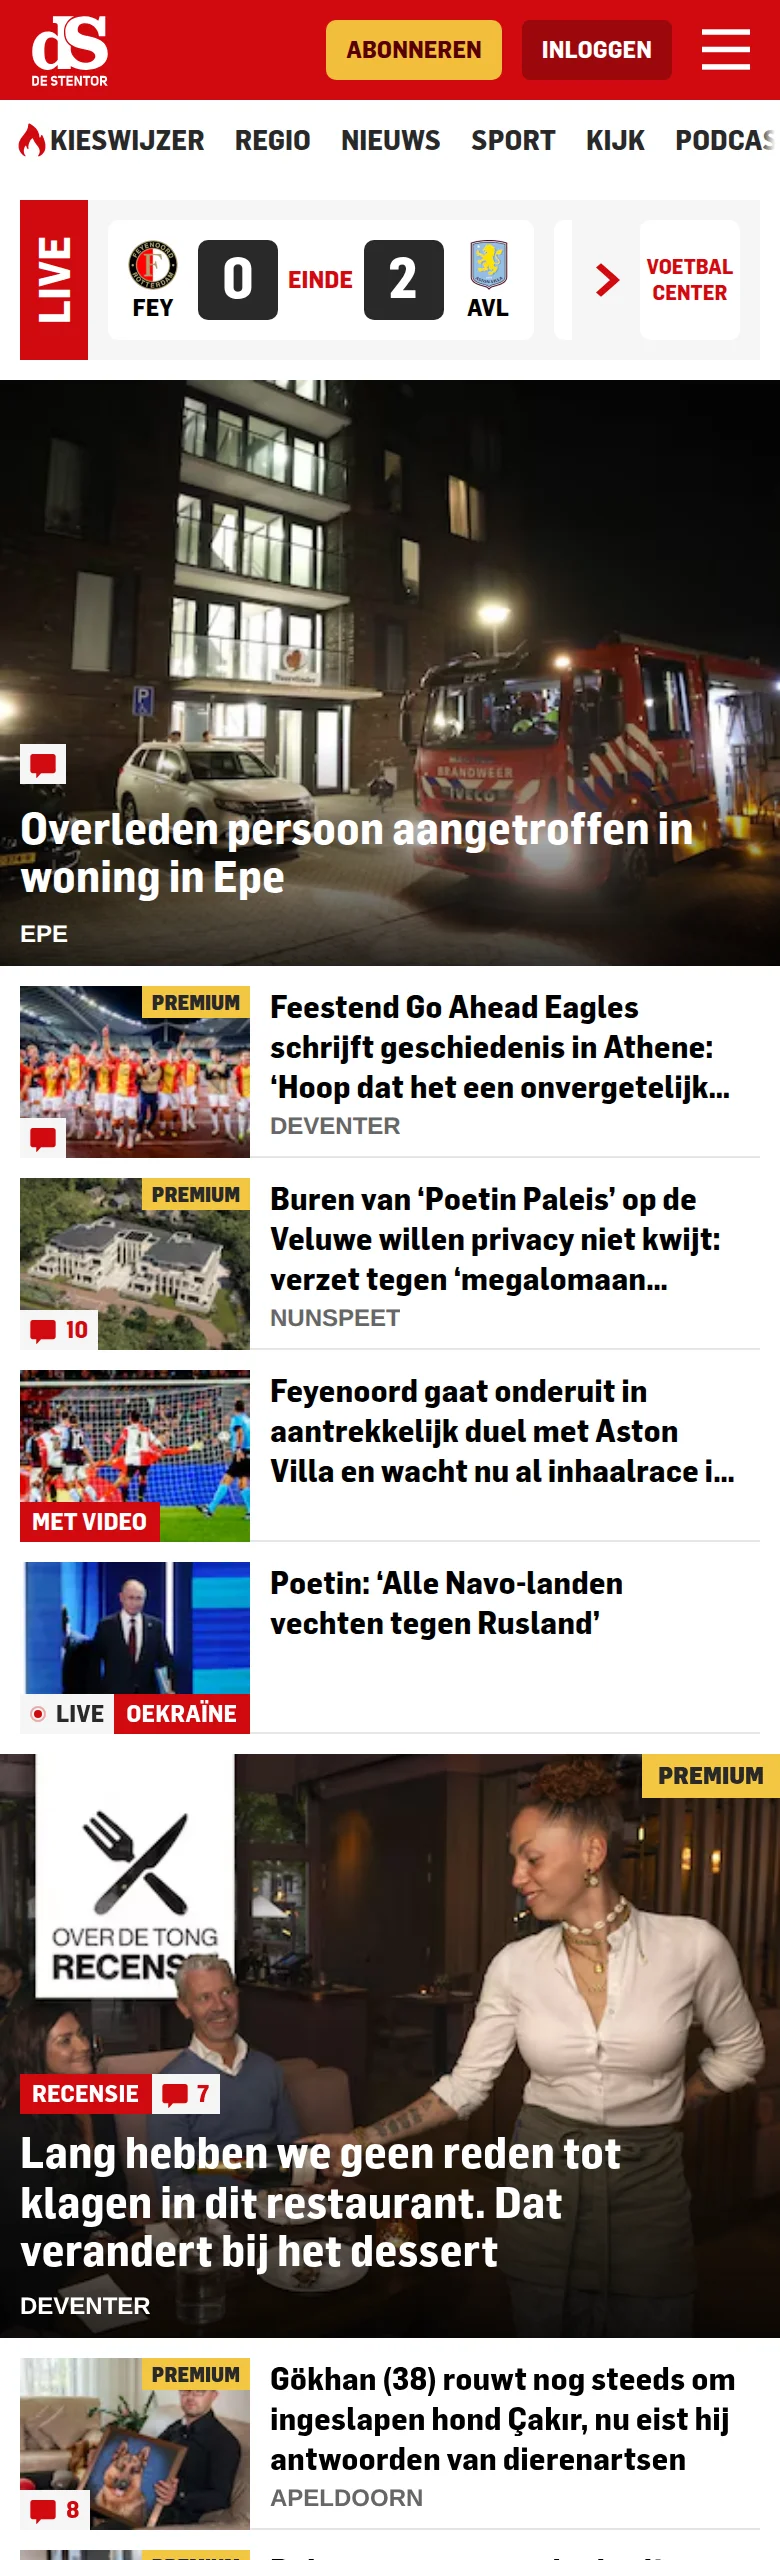 dS
DE STENTOR
ABONNEREN
INLOGGEN
KIESWIJZER REGIO NIEUWS SPORT KIJK PODCAS
LIVE
FEY
0
EINDE
2
AVL
VOETBAL
CENTER
P
BRANDWEER
IVECO
Overleden persoon aangetroffen in
woning in Epe
EPE
PREMIUM
Feestend Go Ahead Eagles
schrijft geschiedenis in Athene:
‘Hoop dat het een onvergetelijk...
DEVENTER
PREMIUM
10
Buren van ‘Poetin Paleis’ op de
Veluwe willen privacy niet kwijt:
verzet tegen ‘megalomaan...
NUNSPEET
MET VIDEO
Feyenoord gaat onderuit in
aantrekkelijk duel met Aston
Villa en wacht nu al inhaalrace i...
LIVE
OEKRAÏNE
Poetin: ‘Alle Navo-landen
vechten tegen Rusland’
PREMIUM
OVER DE TONG
RECENSIE
RECENSIE
7
Lang hebben we geen reden tot
klagen in dit restaurant. Dat
verandert bij het dessert
DEVENTER
PREMIUM
8
Gökhan (38) rouwt nog steeds om
ingeslapen hond Çakır, nu eist hij
antwoorden van dierenartsen
APELDOORN